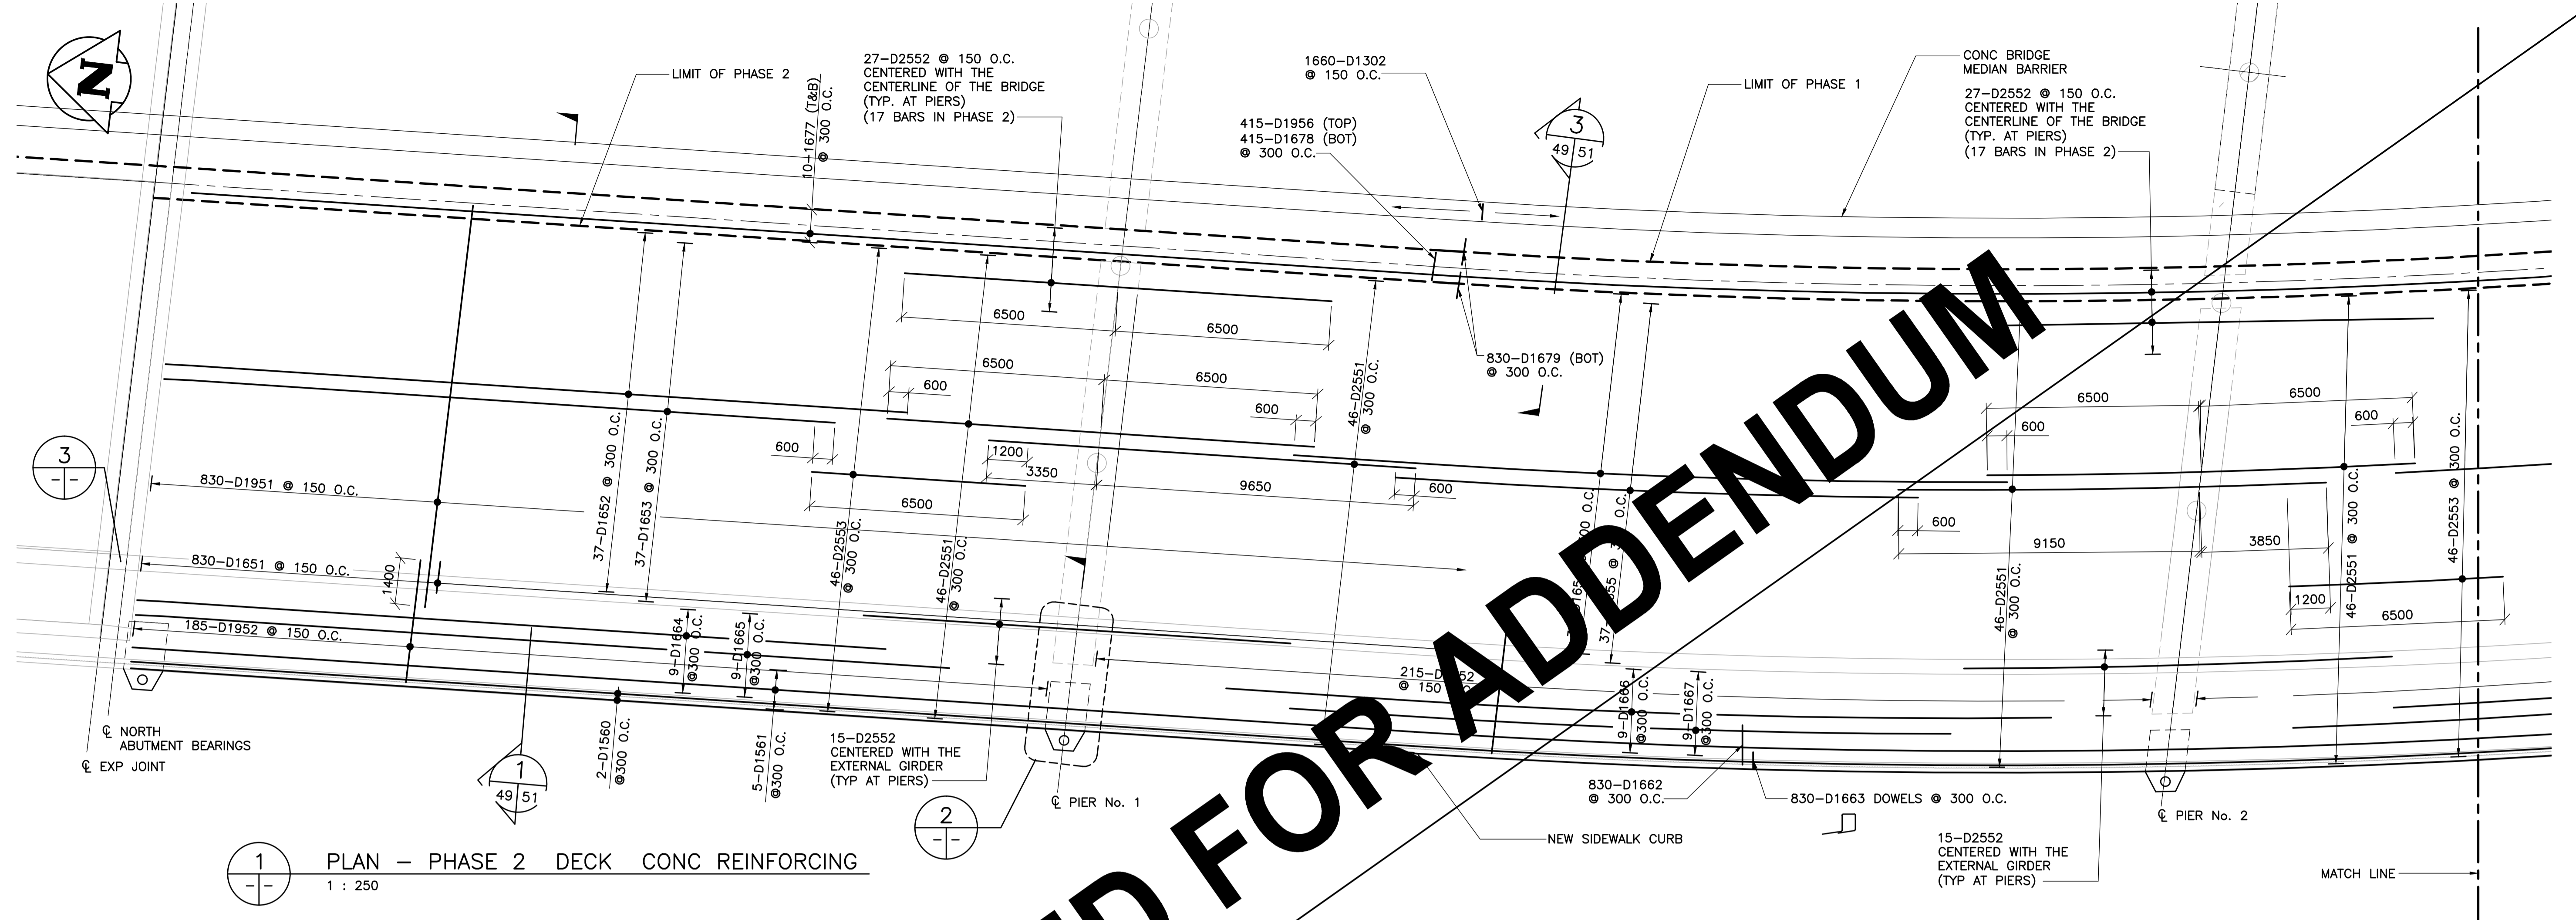 N
LIMIT OF PHASE 2
10-1677 (T&B)
@ 300 O.C.
27-D2552 @ 150 O.C.
CENTERED WITH THE
CENTERLINE OF THE BRIDGE
(TYP. AT PIERS)
(17 BARS IN PHASE 2)
1660-D1302
@ 150 O.C.
415-D1956 (TOP)
415-D1678 (BOT)
@ 300 O.C.
3
49 51
LIMIT OF PHASE 1
CONC BRIDGE
MEDIAN BARRIER
27-D2552 @ 150 O.C.
CENTERED WITH THE
CENTERLINE OF THE BRIDGE
(TYP. AT PIERS)
(17 BARS IN PHASE 2)
6500
6500
6500
6500
600
600
46-D2551
@ 300 O.C.
830-D1679 (BOT)
@ 300 O.C.
6500
6500
600
600
3
830-D1951 @ 150 O.C.
37-D1652 @ 300 O.C.
37-D1653 @ 300 O.C.
600
1200
3350
9650
600
6500
46-D2553
@ 300 O.C.
46-D2551
@ 300 O.C.
600
9150
3850
46-D2551
@ 300 O.C.
46-D2551 @ 300 O.C.
46-D2553 @ 300 O.C.
1200
6500
830-D1651 @ 150 O.C.
1400
185-D1952 @ 150 O.C.
9-D1664
@300 O.C.
9-D1665
@300 O.C.
@ 150
9-D1666
@300 O.C.
9-D1667
@300 O.C.
℄ NORTH
ABUTMENT BEARINGS
℄ EXP JOINT
1
49 51
2-D1560
@300 O.C.
5-D1561
@300 O.C.
15-D2552
CENTERED WITH THE
EXTERNAL GIRDER
(TYP AT PIERS)
2
℄ PIER No. 1
830-D1662
@ 300 O.C.
830-D1663 DOWELS @ 300 O.C.
NEW SIDEWALK CURB
15-D2552
CENTERED WITH THE
EXTERNAL GIRDER
(TYP AT PIERS)
℄ PIER No. 2
MATCH LINE
1
PLAN - PHASE 2 DECK CONC REINFORCING
1 : 250
FOR ADDENDUM